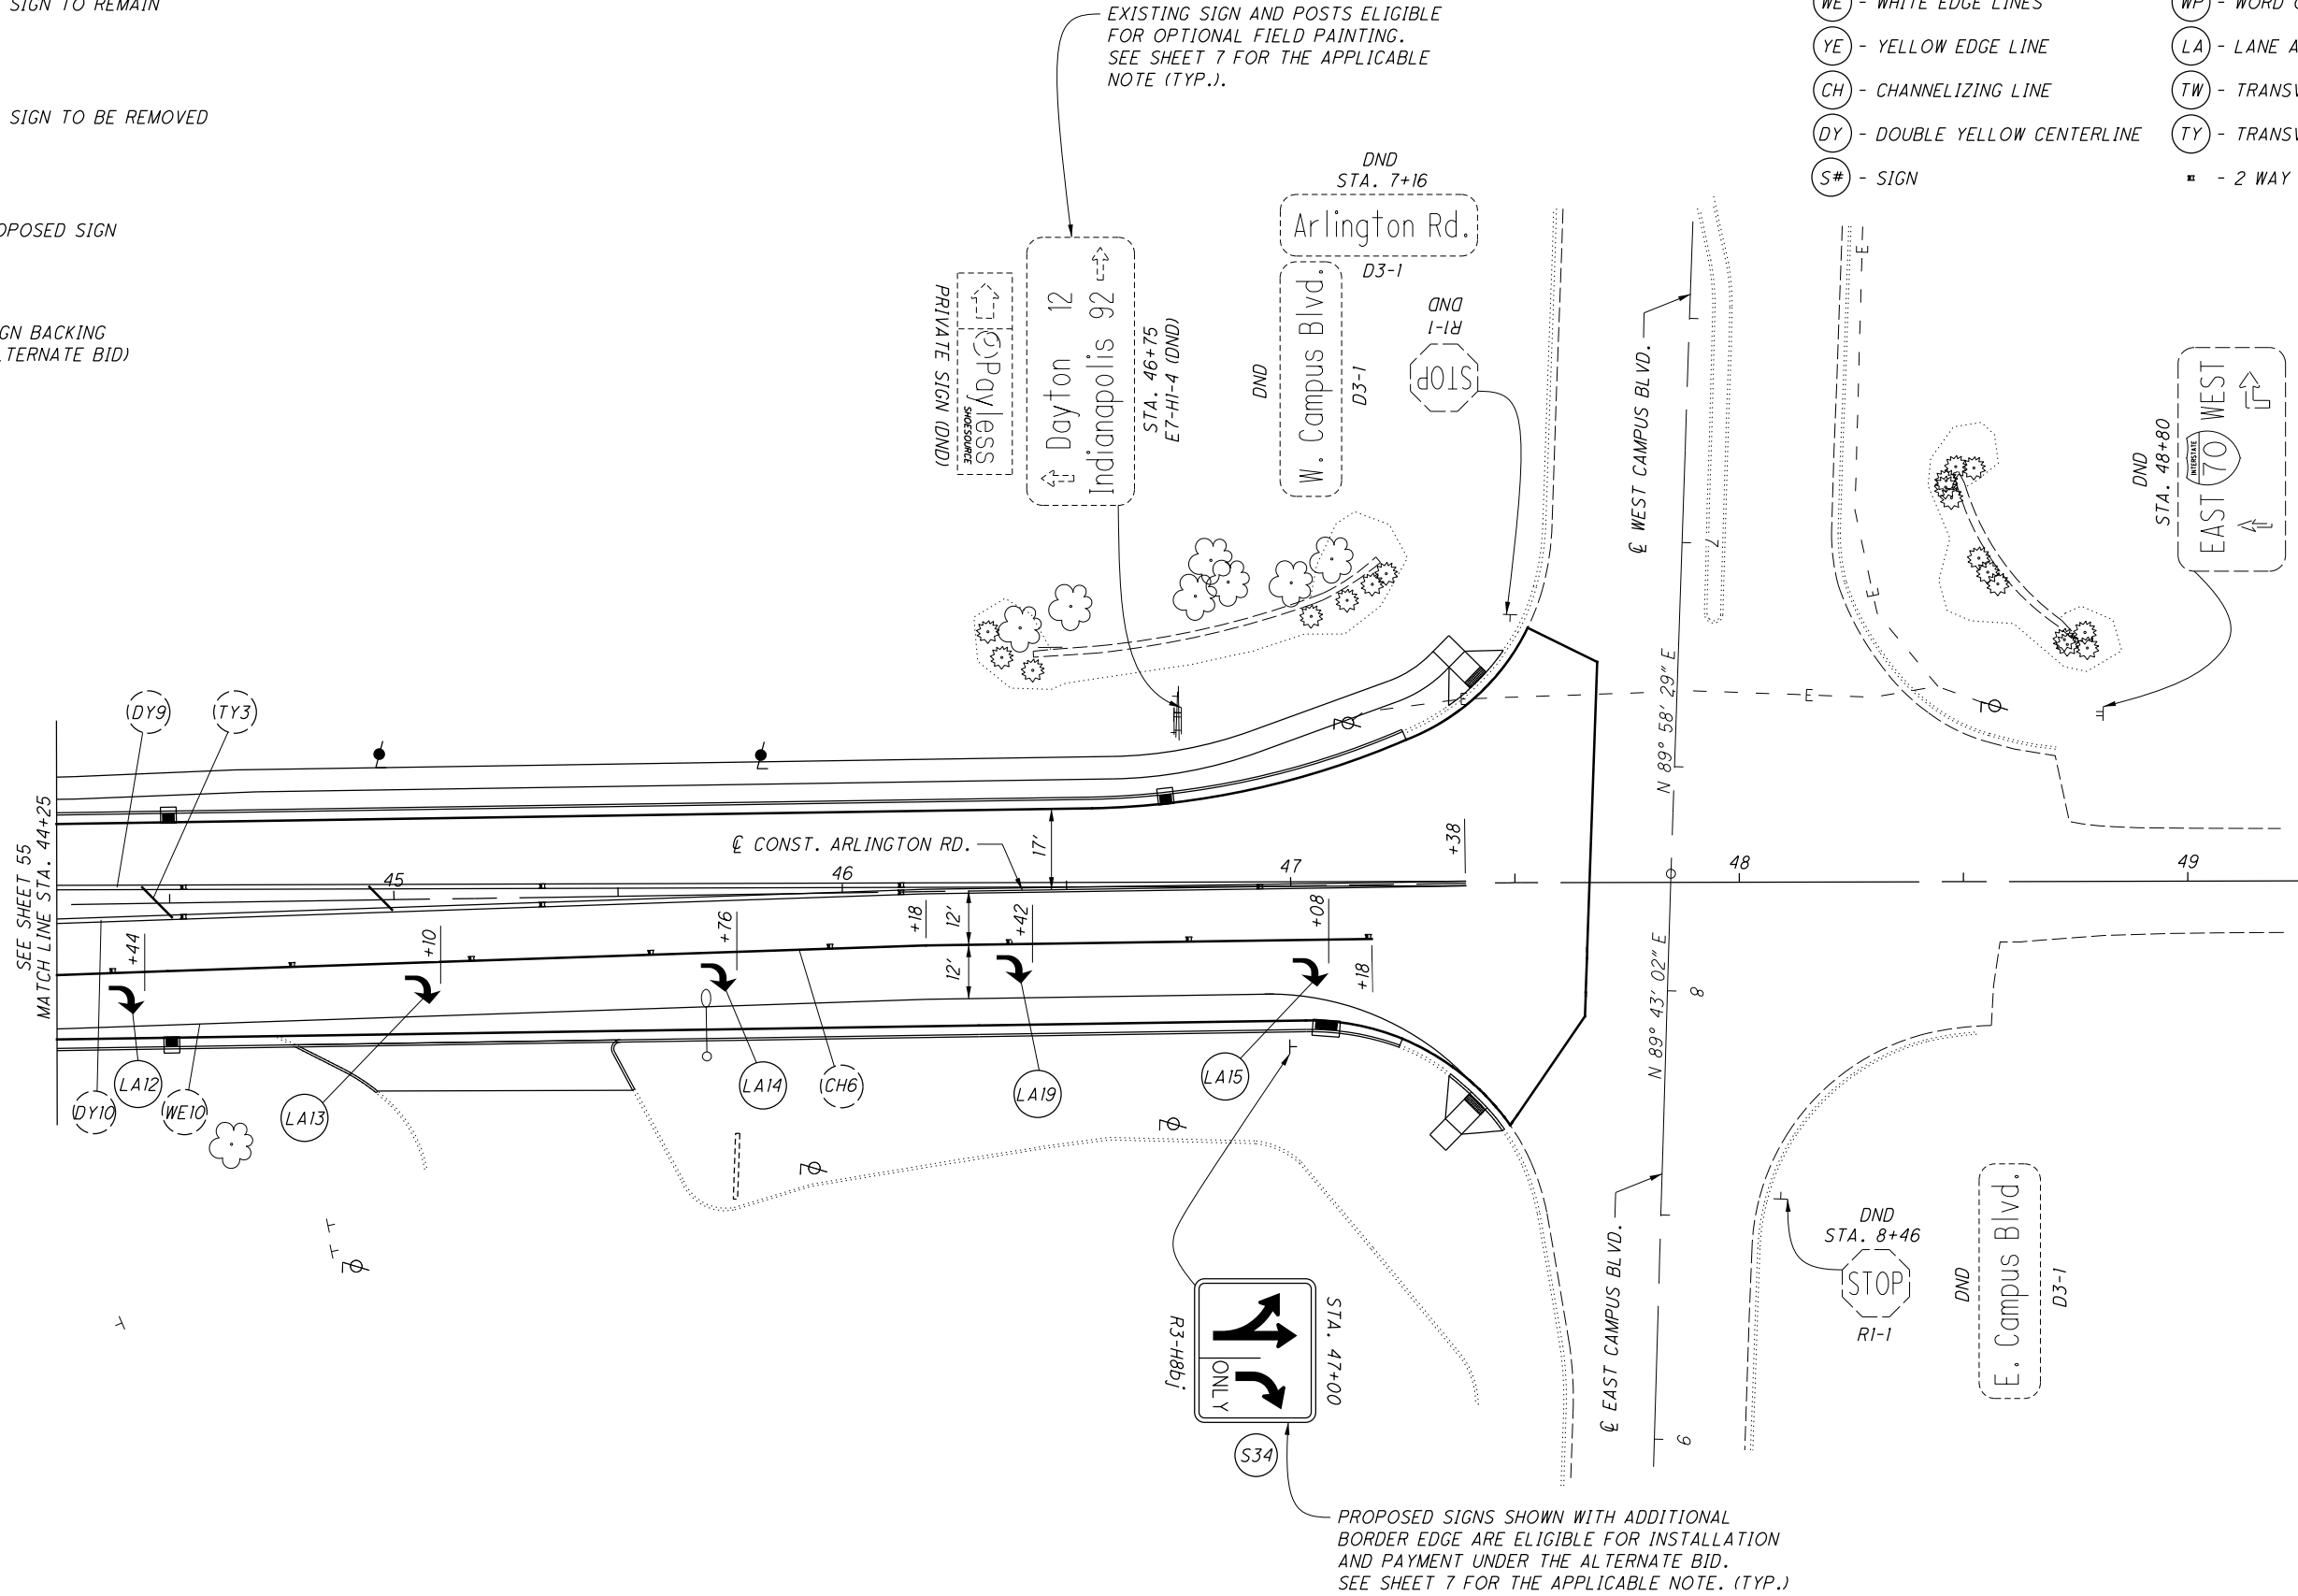 SIGN TO REMAIN
SIGN TO BE REMOVED
OPOSED SIGN
GN BACKING
TERNATE BID)
EXISTING SIGN AND POSTS ELIGIBLE
FOR OPTIONAL FIELD PAINTING.
SEE SHEET 7 FOR THE APPLICABLE
NOTE (TYP.).
WE - WHITE EDGE LINES
YE - YELLOW EDGE LINE
CH - CHANNELIZING LINE
DY - DOUBLE YELLOW CENTERLINE
S# - SIGN
WP - WORD
LA - LANE A
TW - TRANSV
TY - TRANSV
- 2 WAY
DND
STA. 7+16
Arlington Rd.
D3-1
DND
W. Campus Blvd.
D3-1
DND
R1-1
STOP
PRIVATE SIGN (DND)
Payless
SHOESOURCE
Dayton 12
Indianapolis 92
STA. 46+75
E7-H1-4 (DND)
℄ WEST CAMPUS BLVD.
7
DND
STA. 48+80
EAST 70 WEST
INTERSTATE
E
E
E
E
N 89° 58' 29" E
DY9
TY3
SEE SHEET 55
MATCH LINE STA. 44+25
℄ CONST. ARLINGTON RD.
17'
+38
45
46
47
48
49
+44
+10
+76
+18
12'
+42
+08
12'
+18
N 89° 43' 02" E
8
DY10
LA12
WE10
LA13
LA14
CH6
LA19
LA15
℄ EAST CAMPUS BLVD.
9
DND
STA. 8+46
STOP
R1-1
DND
E. Campus Blvd.
D3-1
ONLY
R3-H8bj
STA. 47+00
S34
PROPOSED SIGNS SHOWN WITH ADDITIONAL
BORDER EDGE ARE ELIGIBLE FOR INSTALLATION
AND PAYMENT UNDER THE ALTERNATE BID.
SEE SHEET 7 FOR THE APPLICABLE NOTE. (TYP.)